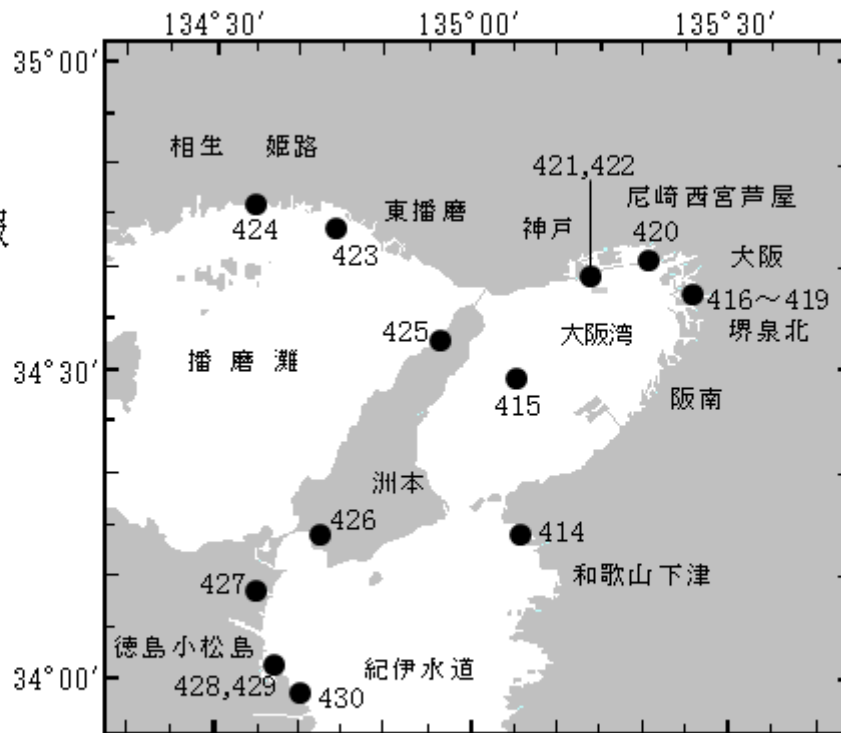 134°30′
135°00′
135°30′
35°00′
相生
姫路
421,422
尼崎西宮芦屋
東播磨
神戸
420
424
423
大阪
416～419
425
大阪湾
堺泉北
播磨灘
34°30′
415
阪南
洲本
426
414
427
和歌山下津
徳島小松島
紀伊水道
34°00′
428,429
430